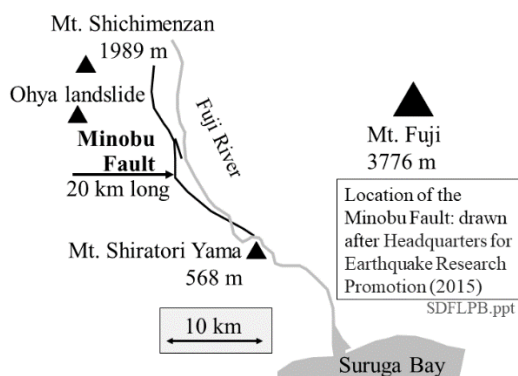 Mt. Shichimenzan
1989 m
Ohya landslide
Minobu
Fault
20 km long
Fuji River
Mt. Fuji
3776 m
Location of the
Minobu Fault: drawn
after Headquarters for
Earthquake Research
Promotion (2015)
SDFLPB.ppt
Mt. Shiratori Yama
568 m
10 km
Suruga Bay